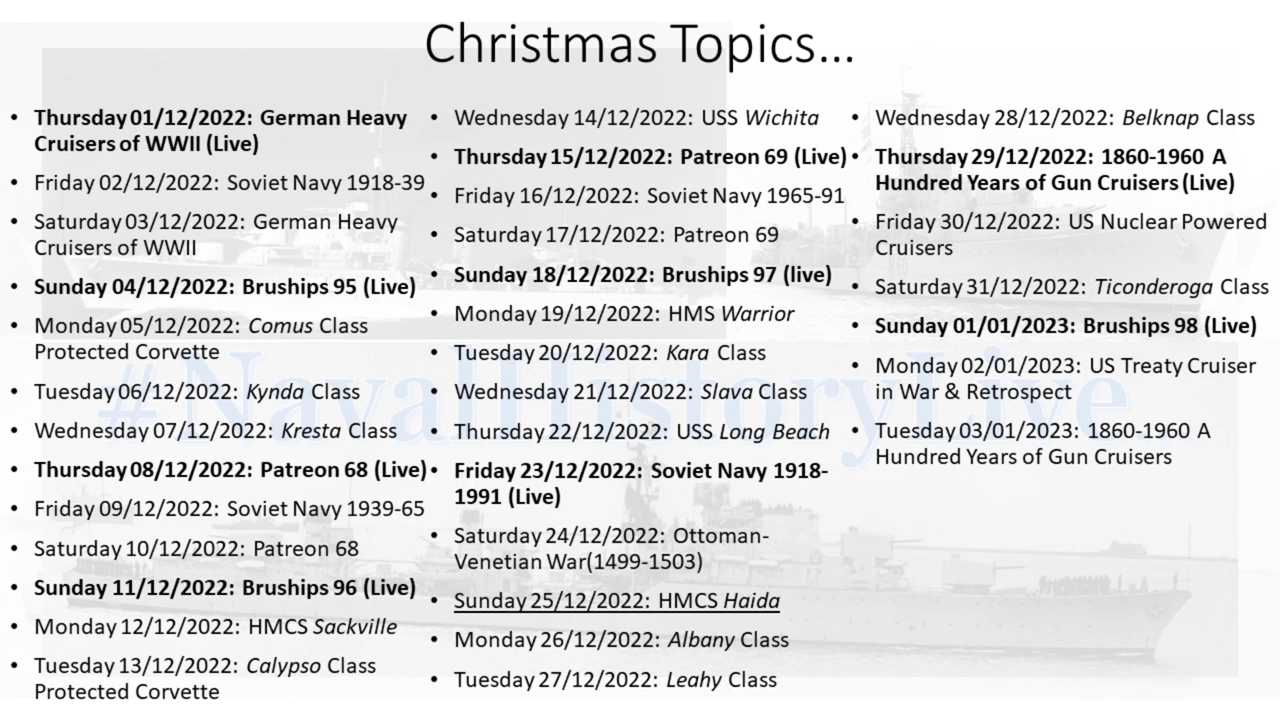 Christmas Topics…
• Thursday 01/12/2022: German Heavy
Cruisers of WWII (Live)
• Friday 02/12/2022: Soviet Navy 1918-39
• Saturday 03/12/2022: German Heavy
Cruisers of WWII
• Sunday 04/12/2022: Bruships 95 (Live)
• Monday 05/12/2022: Comus Class
Protected Corvette
• Tuesday 06/12/2022: Kynda Class
• Wednesday 07/12/2022: Kresta Class
• Thursday 08/12/2022: Patreon 68 (Live)
• Friday 09/12/2022: Soviet Navy 1939-65
• Saturday 10/12/2022: Patreon 68
• Sunday 11/12/2022: Bruships 96 (Live)
• Monday 12/12/2022: HMCS Sackville
• Tuesday 13/12/2022: Calypso Class
Protected Corvette
• Wednesday 14/12/2022: USS Wichita
• Thursday 15/12/2022: Patreon 69 (Live)
• Friday 16/12/2022: Soviet Navy 1965-91
• Saturday 17/12/2022: Patreon 69
• Sunday 18/12/2022: Bruships 97 (live)
• Monday 19/12/2022: HMS Warrior
• Tuesday 20/12/2022: Kara Class
• Wednesday 21/12/2022: Slava Class
• Thursday 22/12/2022: USS Long Beach
• Friday 23/12/2022: Soviet Navy 1918-
1991 (Live)
• Saturday 24/12/2022: Ottoman-
Venetian War(1499-1503)
• Sunday 25/12/2022: HMCS Haida
• Monday 26/12/2022: Albany Class
• Tuesday 27/12/2022: Leahy Class
• Wednesday 28/12/2022: Belknap Class
• Thursday 29/12/2022: 1860-1960 A
Hundred Years of Gun Cruisers (Live)
• Friday 30/12/2022: US Nuclear Powered
Cruisers
• Saturday 31/12/2022: Ticonderoga Class
• Sunday 01/01/2023: Bruships 98 (Live)
• Monday 02/01/2023: US Treaty Cruiser
in War & Retrospect
• Tuesday 03/01/2023: 1860-1960 A
Hundred Years of Gun Cruisers
#NavalHistoryLive